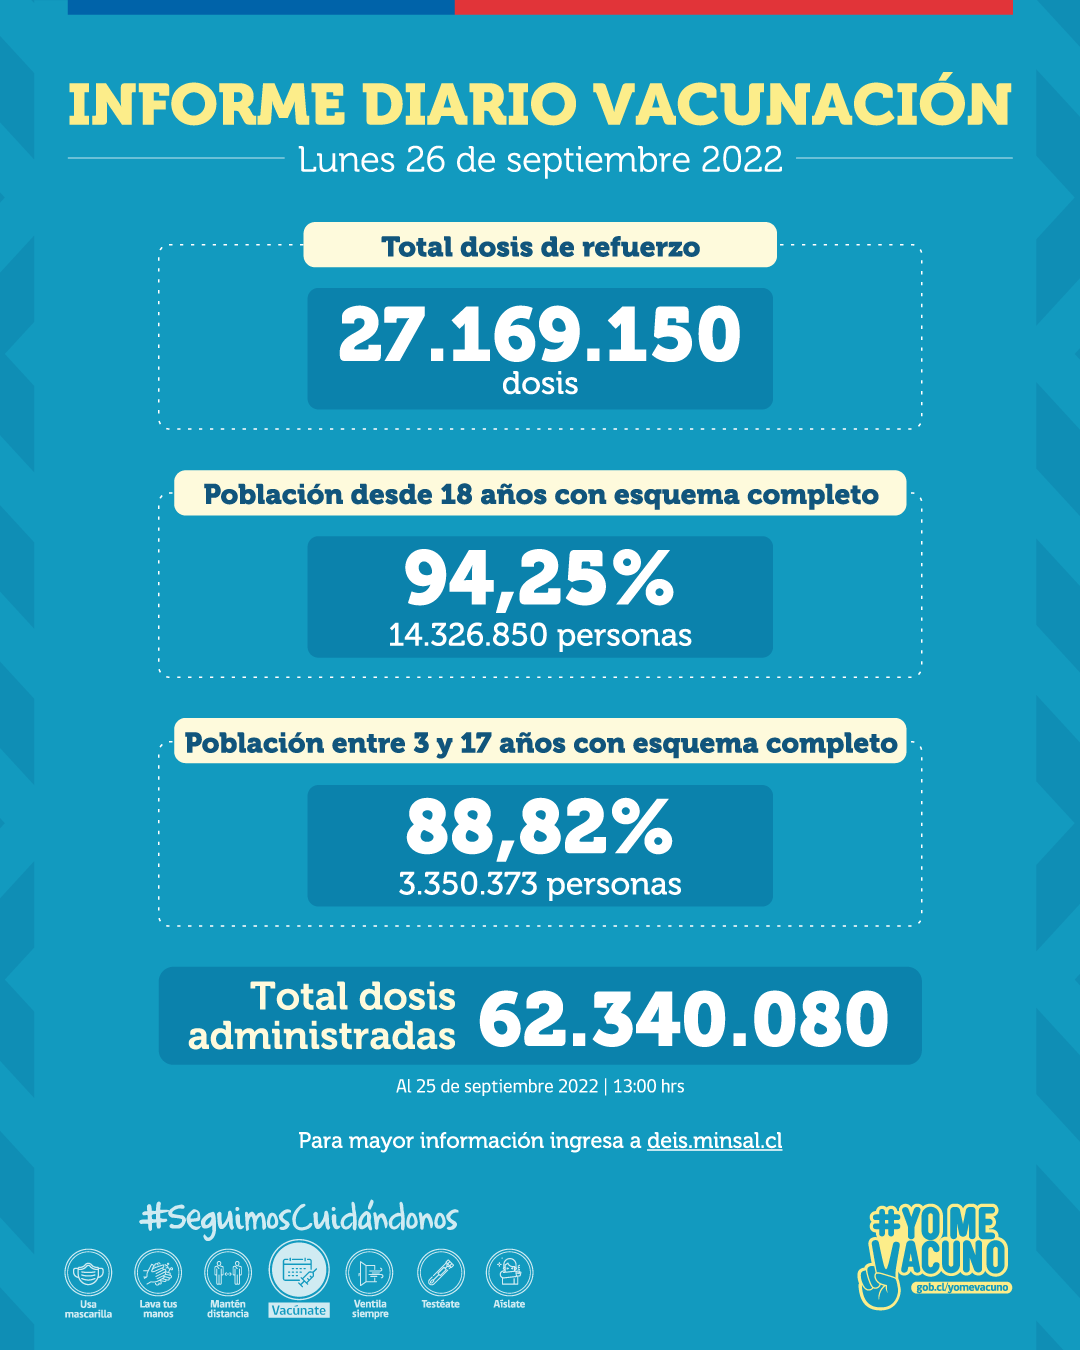 INFORME DIARIO VACUNACIÓN
Lunes 26 de septiembre 2022
Total dosis de refuerzo
27.169.150
dosis
Población desde 18 años con esquema completo
94,25%
14.326.850 personas
Población entre 3 y 17 años con esquema completo
88,82%
3.350.373 personas
Total dosis
administradas
62.340.080
Al 25 de septiembre 2022 | 13:00 hrs
Para mayor información ingresa a deis.minsal.cl
#SeguimosCuidándonos
Usa
mascarilla
Lava tus
manos
Mantén
distancia
Vacúnate
Ventila
siempre
Testéate
Aíslate
#YO ME
VACUNO
gob.cl/yomevacuno